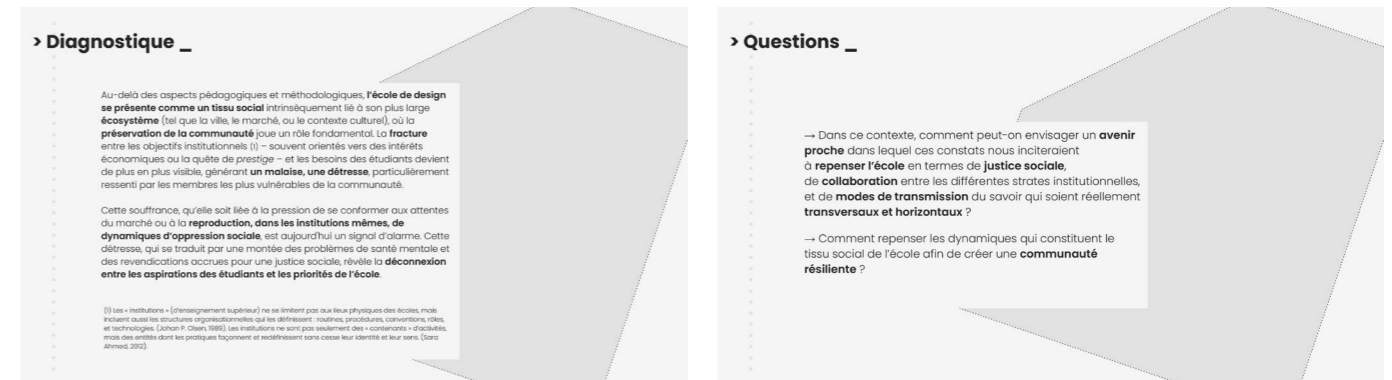 > Diagnostique _
Au-delà des aspects pédagogiques et méthodologiques, l'école de design
se présente comme un tissu social intrinsèquement lié à son plus large
écosystème (tel que la ville, le marché, ou le contexte culturel), où la
préservation de la communauté joue un rôle fondamental. La fracture
entre les objectifs institutionnels (1) – souvent orientés vers des intérêts
économiques ou la quête de prestige – et les besoins des étudiants devient
de plus en plus visible, générant un malaise, une détresse, particulièrement
ressenti par les membres les plus vulnérables de la communauté.
Cette souffrance, qu'elle soit liée à la pression de se conformer aux attentes
du marché ou à la reproduction, dans les institutions mêmes, de
dynamiques d'oppression sociale, est aujourd'hui un signal d'alarme. Cette
détresse, qui se traduit par une montée des problèmes de santé mentale et
des revendications accrues pour une justice sociale, révèle la déconnexion
entre les aspirations des étudiants et les priorités de l'école.
(1) Les « institutions » (d'enseignement supérieur) ne se limitent pas aux lieux physiques des écoles, mais
incluent aussi les structures organisationnelles qui les définissent : routines, procédures, conventions, rôles,
et technologies. (Johan P. Olsen, 1989). Les institutions ne sont pas seulement des « contenants » d'activités,
mais des entités dont les pratiques façonnent et redéfinissent sans cesse leur identité et leur sens. (Sara
Ahmed, 2012).
> Questions _
→ Dans ce contexte, comment peut-on envisager un avenir
proche dans lequel ces constats nous inciteraient
à repenser l'école en termes de justice sociale,
de collaboration entre les différentes strates institutionnelles,
et de modes de transmission du savoir qui soient réellement
transversaux et horizontaux ?
→ Comment repenser les dynamiques qui constituent le
tissu social de l'école afin de créer une communauté
résiliente ?